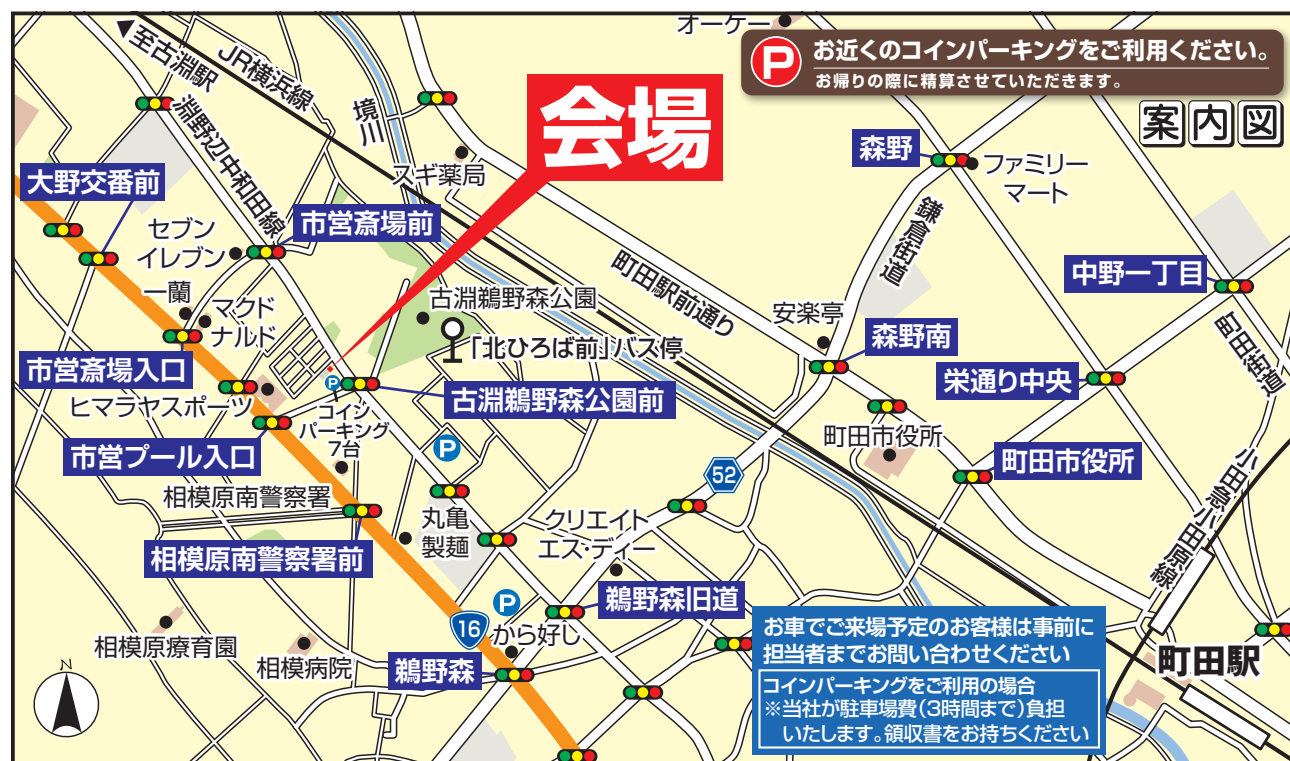 オーケー
お近くのコインパーキングをご利用ください。
お帰りの際に精算させていただきます。
P
案内図
至古淵駅
JR横浜線
境川
淵野辺中和田線
会場
スギ薬局
森野
ファミリー
マート
大野交番前
市営斎場前
セブン
イレブン
鎌倉街道
町田駅前通り
中野一丁目
一蘭
マクド
ナルド
古淵鵜野森公園
「北ひろば前」バス停
安楽亭
森野南
町田街道
市営斎場入口
栄通り中央
ヒマラヤスポーツ
P
コイン
パーキング
7台
古淵鵜野森公園前
P
町田市役所
町田市役所
市営プール入口
52
小田急小田原線
相模原南警察署
丸亀
製麺
クリエイト
エス・ディー
相模原南警察署前
P
鵜野森旧道
16
から好し
相模原療育園
相模病院
鵜野森
お車でご来場予定のお客様は事前に
担当者までお問い合わせください
コインパーキングをご利用の場合
※当社が駐車場費(3時間まで)負担
いたします。領収書をお持ちください
町田駅
N